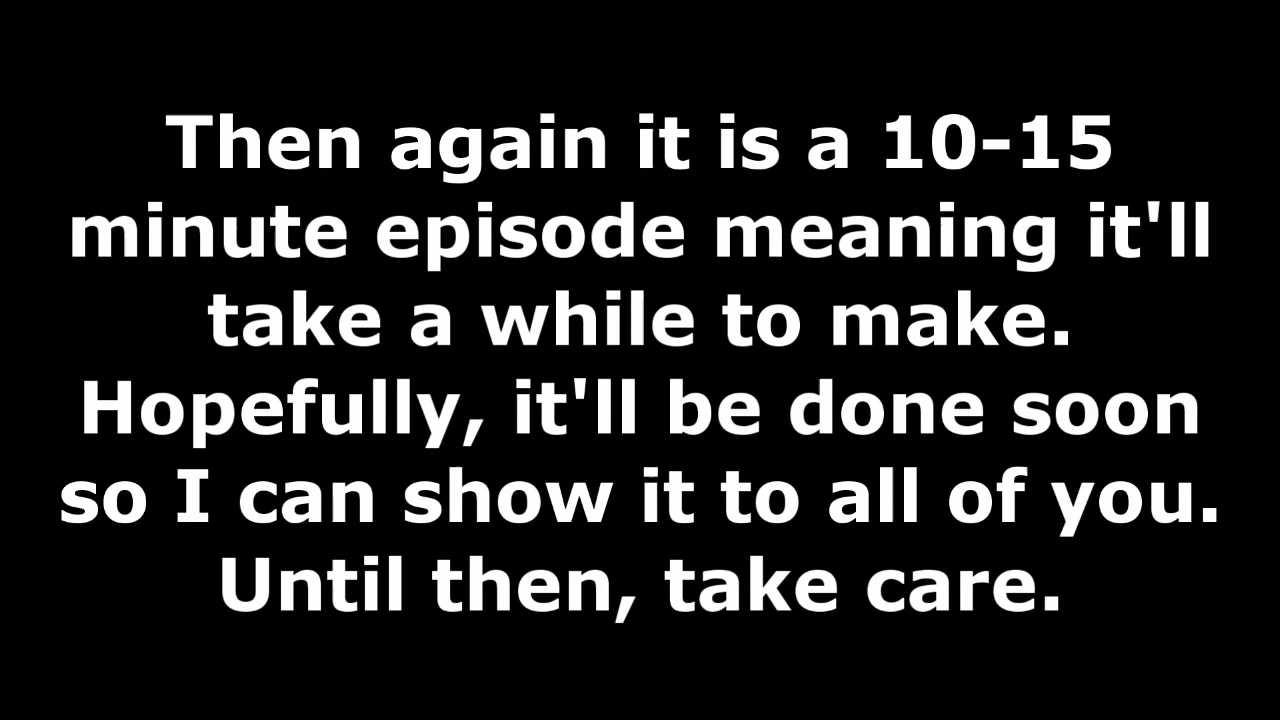 Then again it is a 10-15
minute episode meaning it'll
take a while to make.
Hopefully, it'll be done soon
so I can show it to all of you.
Until then, take care.